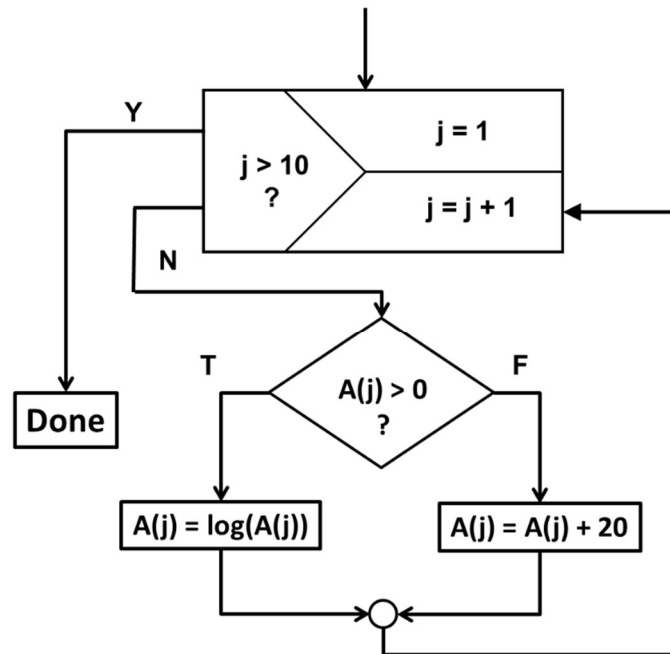 Y
j = 1
j > 10
?
j = j + 1
N
T
F
A(j) > 0
?
Done
A(j) = log(A(j))
A(j) = A(j) + 20